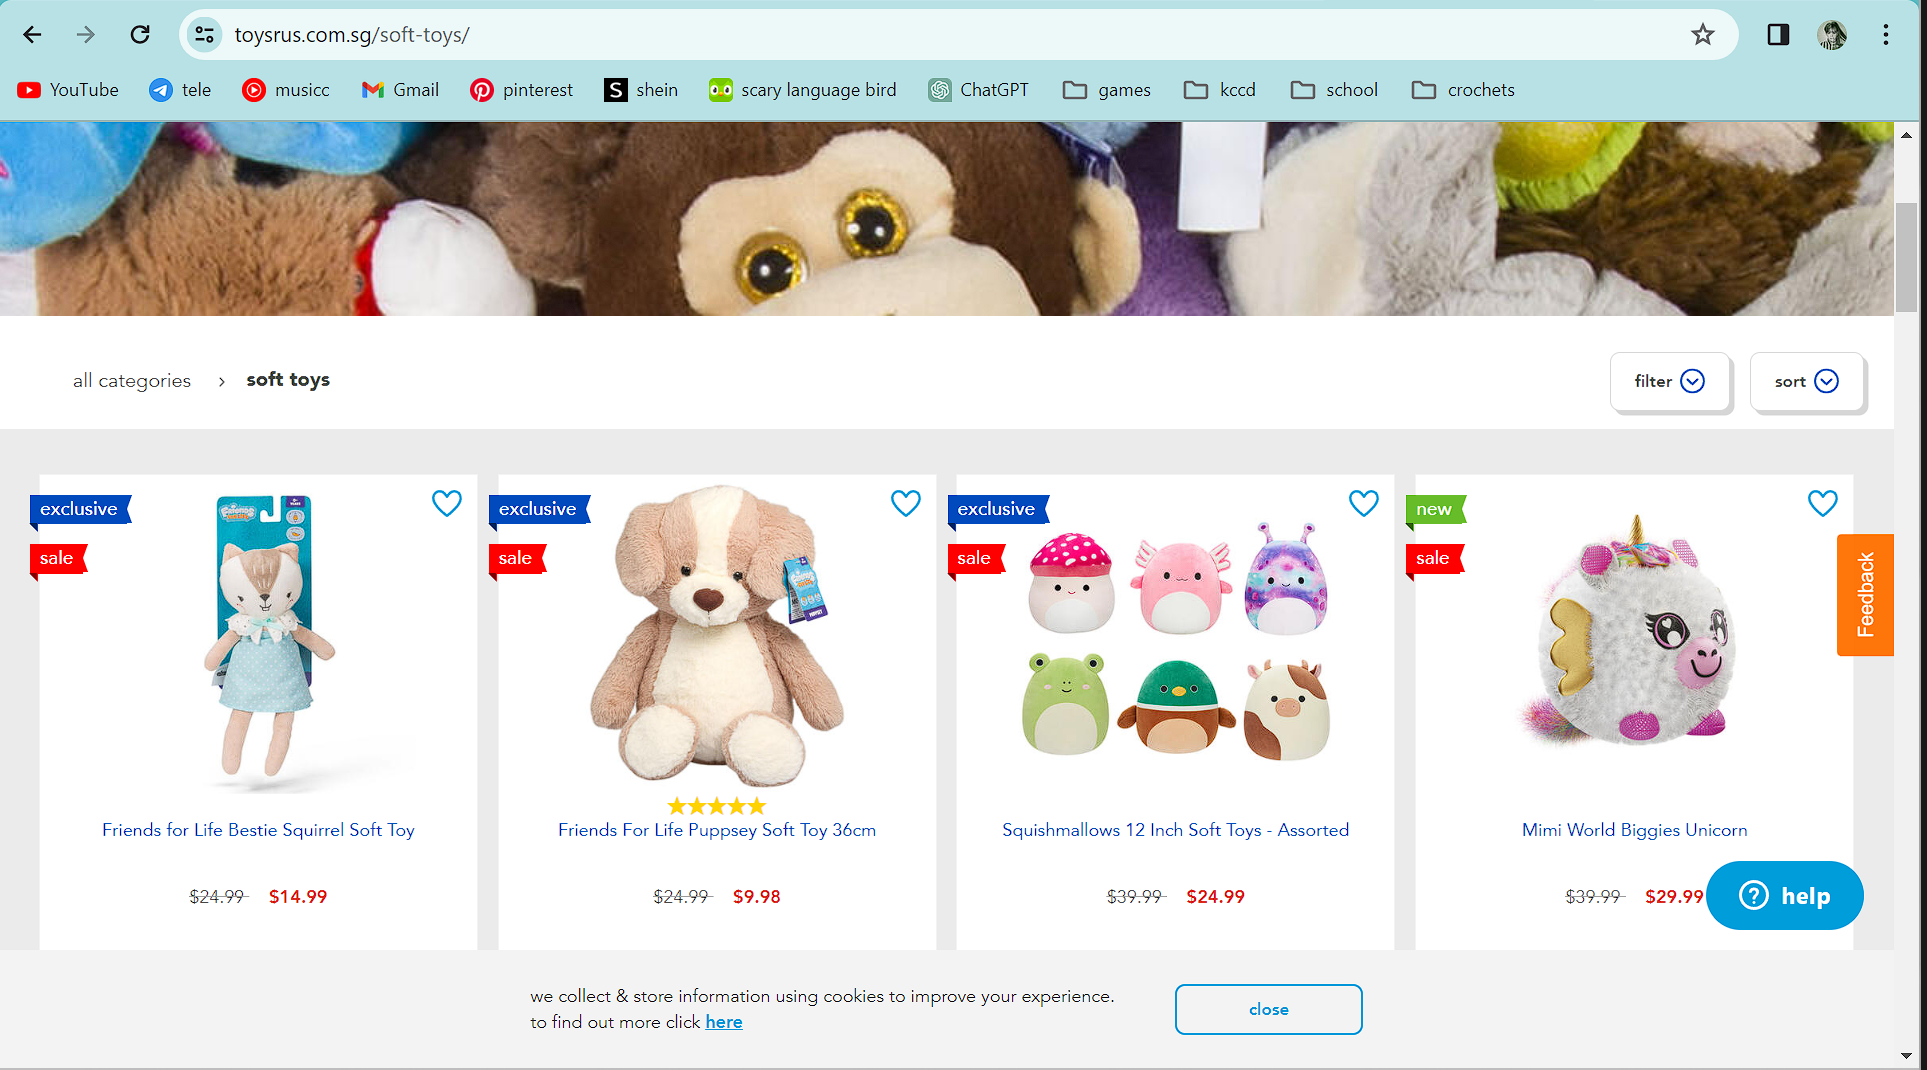 toysrus.com.sg/soft-toys/
YouTube tele musicc Gmail pinterest S shein scary language bird ChatGPT games kccd school crochets
all categories > soft toys
filter sort
exclusive exclusive exclusive new
sale sale sale sale
Feedback
Friends for Life Bestie Squirrel Soft Toy
$24.99 $14.99
Friends For Life Puppsey Soft Toy 36cm
$24.99 $9.98
Squishmallows 12 Inch Soft Toys - Assorted
$39.99 $24.99
Mimi World Biggies Unicorn
$39.99 $29.99
? help
we collect & store information using cookies to improve your experience.
to find out more click here
close